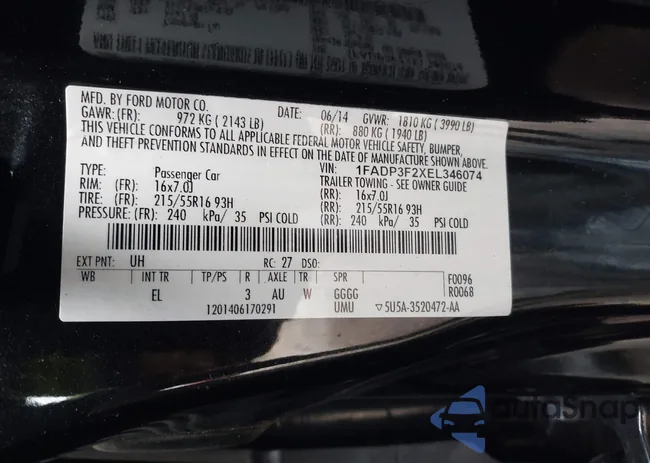 MFD. BY FORD MOTOR CO. DATE: 06/14 GVWR: 1810 KG ( 3990 LB)
GAWR: (FR): 972 KG ( 2143 LB) (RR): 880 KG ( 1940 LB)
THIS VEHICLE CONFORMS TO ALL APPLICABLE FEDERAL MOTOR VEHICLE SAFETY, BUMPER,
AND THEFT PREVENTION STANDARDS IN EFFECT ON THE DATE OF MANUFACTURE SHOWN ABOVE.
VIN: 1FADP3F2XEL346074
TYPE: Passenger Car TRAILER TOWING - SEE OWNER GUIDE
RIM: (FR) 16x7.0J (RR) 16x7.0J
TIRE: (FR) 215/55R16 93H (RR) 215/55R16 93H
PRESSURE: (FR) 240 kPa/ 35 PSI COLD (RR) 240 kPa/ 35 PSI COLD
EXT PNT: UH RC: 27 DSO:
WB INT TR TP/PS R AXLE TR SPR F0096
EL 3 AU W GGGG R0068
1201406170291 UMU ▽5U5A-3520472-AA
AutoSnap